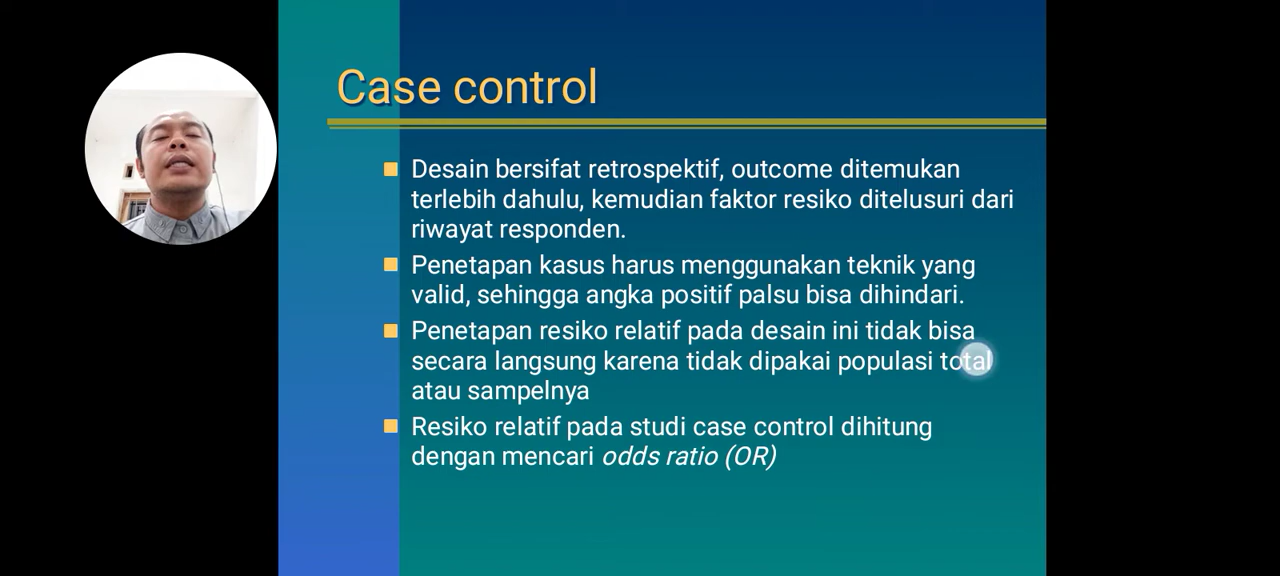 Case control
Desain bersifat retrospektif, outcome ditemukan
terlebih dahulu, kemudian faktor resiko ditelusuri dari
riwayat responden.
Penetapan kasus harus menggunakan teknik yang
valid, sehingga angka positif palsu bisa dihindari.
Penetapan resiko relatif pada desain ini tidak bisa
secara langsung karena tidak dipakai populasi total
atau sampelnya
Resiko relatif pada studi case control dihitung
dengan mencari odds ratio (OR)